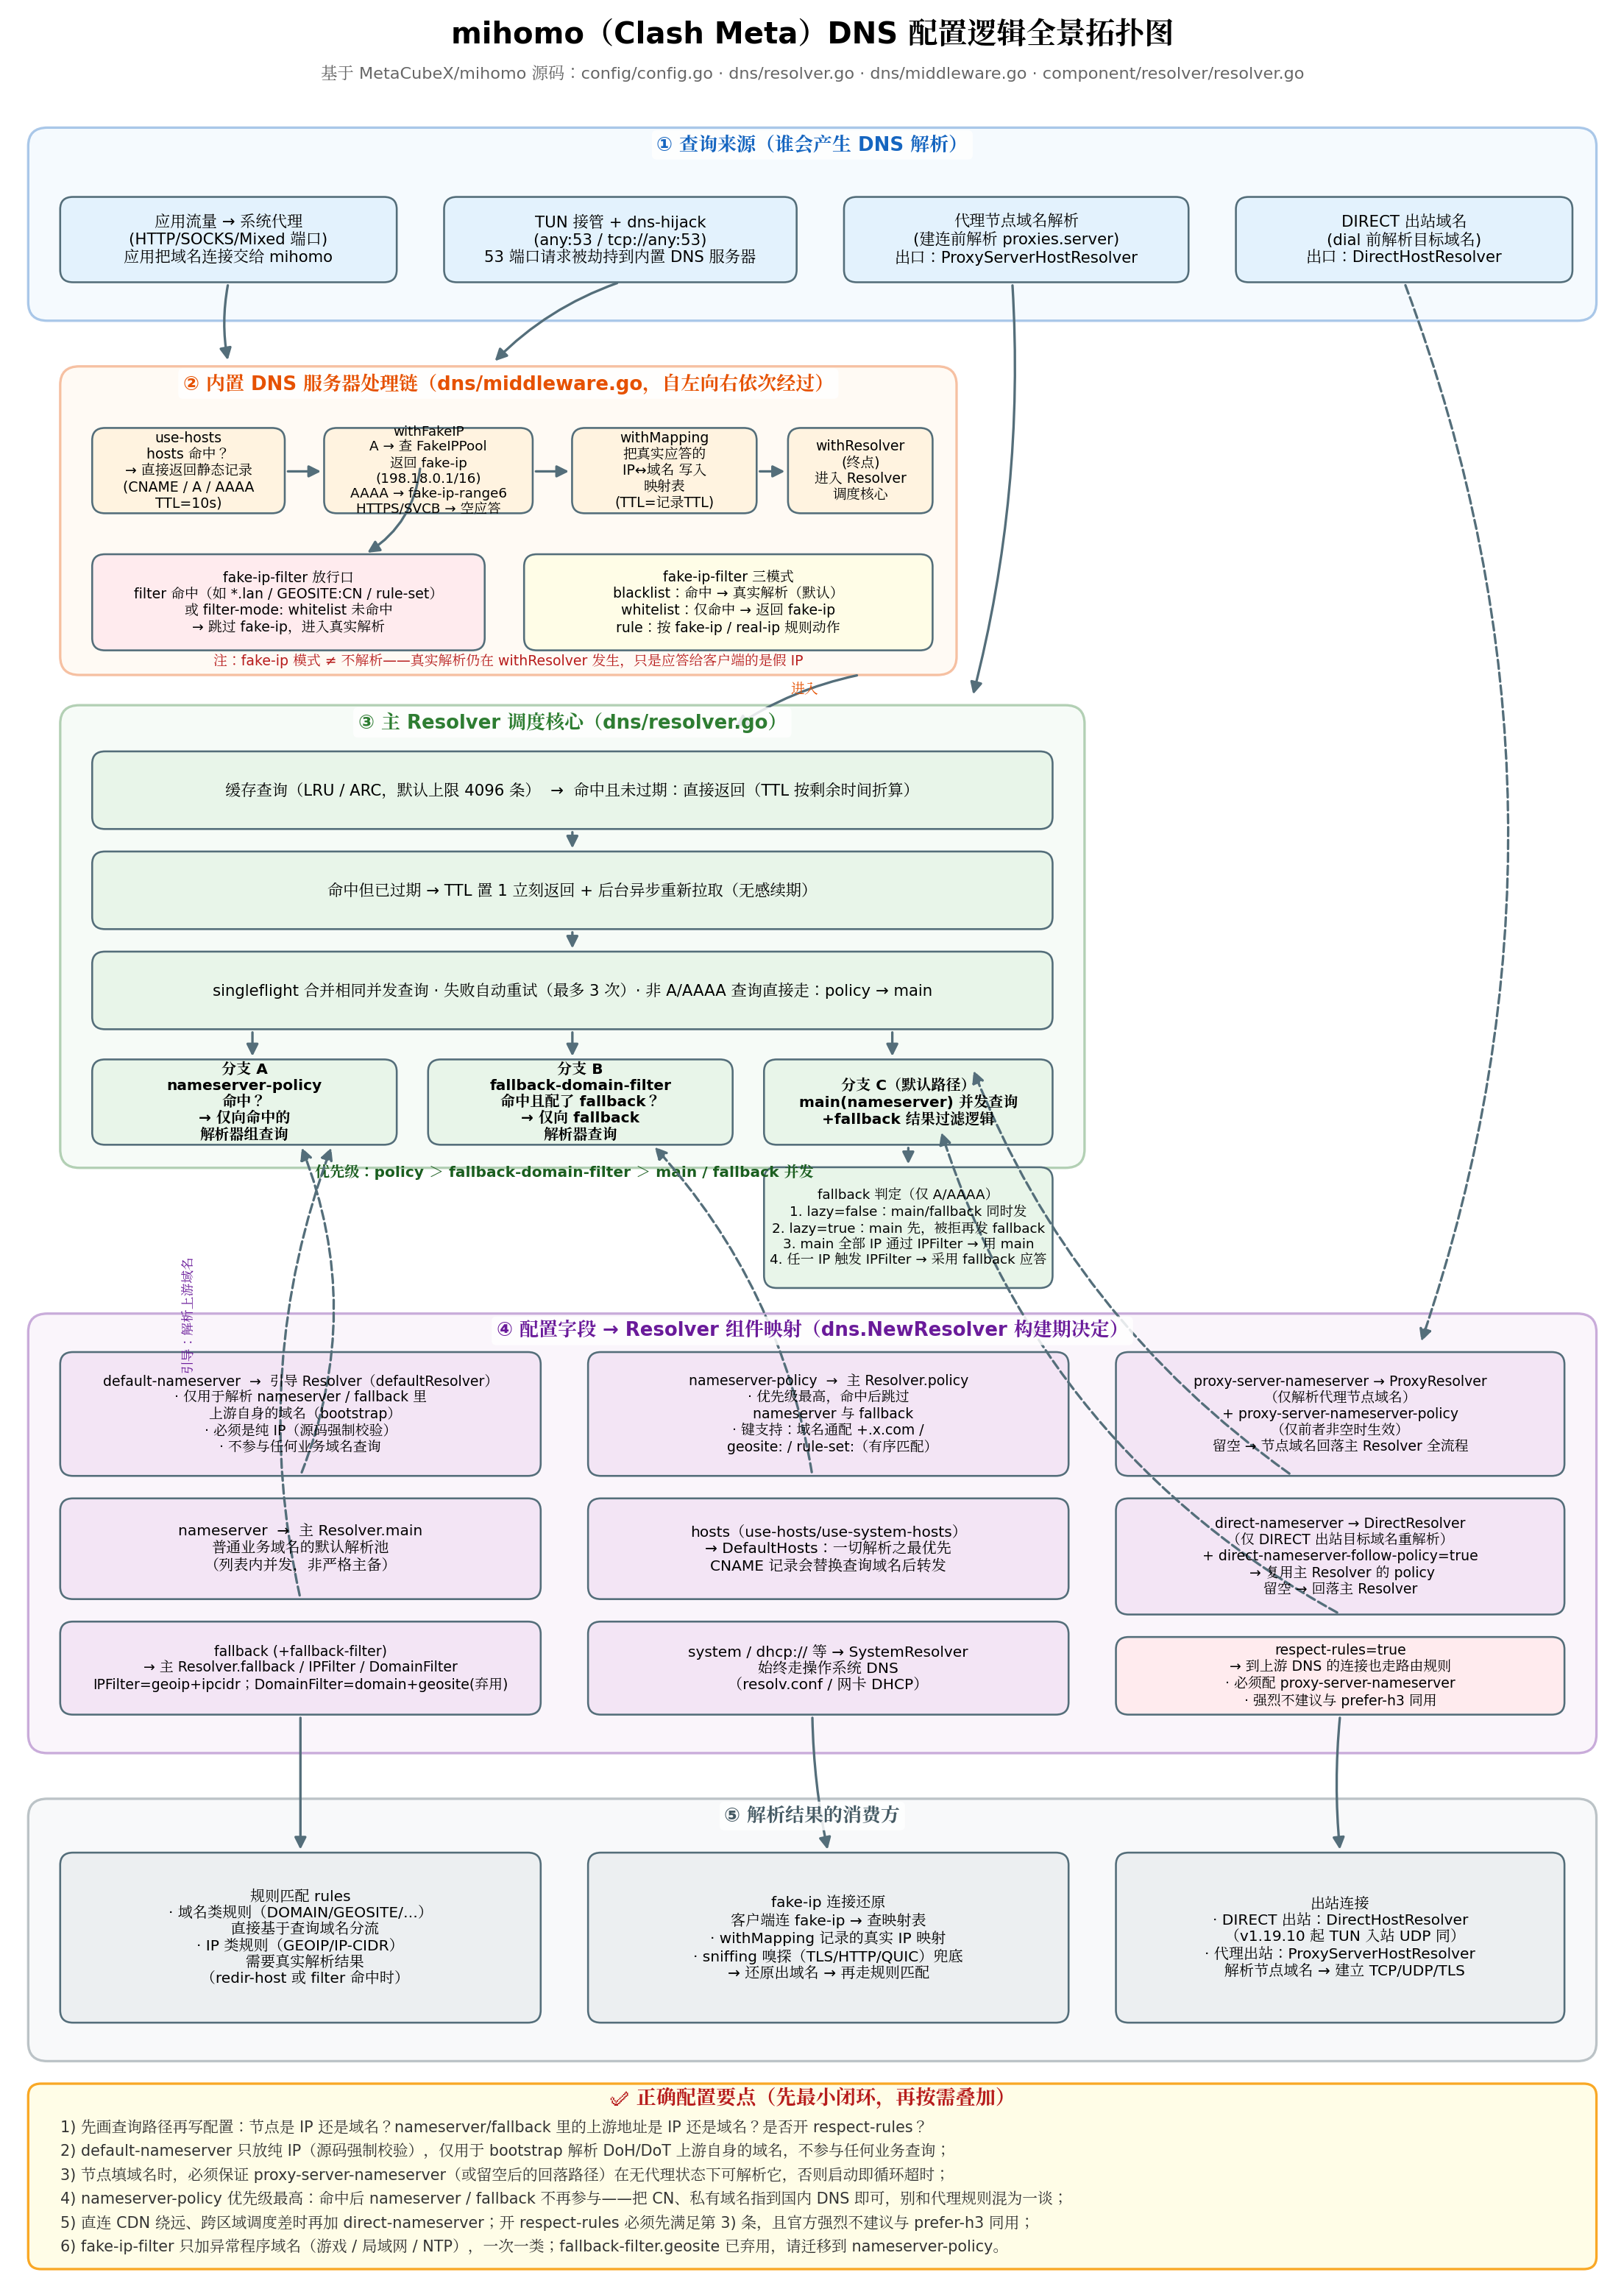 mihomo（Clash Meta）DNS 配置逻辑全景拓扑图
基于 MetaCubeX/mihomo 源码：config/config.go · dns/resolver.go · dns/middleware.go · component/resolver/resolver.go
① 查询来源（谁会产生 DNS 解析）
应用流量 → 系统代理
(HTTP/SOCKS/Mixed 端口)
应用把域名连接交给 mihomo
TUN 接管 + dns-hijack
(any:53 / tcp://any:53)
53 端口请求被劫持到内置 DNS 服务器
代理节点域名解析
(建连前解析 proxies.server)
出口：ProxyServerHostResolver
DIRECT 出站域名
(dial 前解析目标域名)
出口：DirectHostResolver
② 内置 DNS 服务器处理链（dns/middleware.go，自左向右依次经过）
use-hosts
hosts 命中？
→ 直接返回静态记录
(CNAME / A / AAAA
TTL=10s)
withFakeIP
A → 查 FakeIPPool
返回 fake-ip
(198.18.0.1/16)
AAAA → fake-ip-range6
HTTPS/SVCB → 空应答
withMapping
把真实应答的
IP↔域名 写入
映射表
(TTL=记录TTL)
withResolver
(终点)
进入 Resolver
调度核心
fake-ip-filter 放行口
filter 命中（如 *.lan / GEOSITE:CN / rule-set）
或 filter-mode: whitelist 未命中
→ 跳过 fake-ip，进入真实解析
fake-ip-filter 三模式
blacklist：命中 → 真实解析（默认）
whitelist：仅命中 → 返回 fake-ip
rule：按 fake-ip / real-ip 规则动作
注：fake-ip 模式 ≠ 不解析——真实解析仍在 withResolver 发生，只是应答给客户端的是假 IP
进入
③ 主 Resolver 调度核心（dns/resolver.go）
缓存查询（LRU / ARC，默认上限 4096 条） → 命中且未过期：直接返回（TTL 按剩余时间折算）
命中但已过期 → TTL 置 1 立刻返回 + 后台异步重新拉取（无感续期）
singleflight 合并相同并发查询 · 失败自动重试（最多 3 次）· 非 A/AAAA 查询直接走：policy → main
分支 A
nameserver-policy
命中？
→ 仅向命中的
解析器组查询
分支 B
fallback-domain-filter
命中且配了 fallback？
→ 仅向 fallback
解析器查询
分支 C（默认路径）
main(nameserver) 并发查询
+fallback 结果过滤逻辑
优先级：policy ＞ fallback-domain-filter ＞ main / fallback 并发
fallback 判定（仅 A/AAAA）
1. lazy=false：main/fallback 同时发
2. lazy=true：main 先，被拒再发 fallback
3. main 全部 IP 通过 IPFilter → 用 main
4. 任一 IP 触发 IPFilter → 采用 fallback 应答
引导：解析上游域名
④ 配置字段 → Resolver 组件映射（dns.NewResolver 构建期决定）
default-nameserver → 引导 Resolver（defaultResolver）
· 仅用于解析 nameserver / fallback 里
上游自身的域名（bootstrap）
· 必须是纯 IP（源码强制校验）
· 不参与任何业务域名查询
nameserver-policy → 主 Resolver.policy
· 优先级最高，命中后跳过
nameserver 与 fallback
· 键支持：域名通配 +.x.com /
geosite: / rule-set:（有序匹配）
proxy-server-nameserver → ProxyResolver
（仅解析代理节点域名）
+ proxy-server-nameserver-policy
（仅前者非空时生效）
留空 → 节点域名回落主 Resolver 全流程
nameserver → 主 Resolver.main
普通业务域名的默认解析池
（列表内并发，非严格主备）
hosts（use-hosts/use-system-hosts）
→ DefaultHosts：一切解析之最优先
CNAME 记录会替换查询域名后转发
direct-nameserver → DirectResolver
（仅 DIRECT 出站目标域名重解析）
+ direct-nameserver-follow-policy=true
→ 复用主 Resolver 的 policy
留空 → 回落主 Resolver
fallback (+fallback-filter)
→ 主 Resolver.fallback / IPFilter / DomainFilter
IPFilter=geoip+ipcidr；DomainFilter=domain+geosite(弃用)
system / dhcp:// 等 → SystemResolver
始终走操作系统 DNS
（resolv.conf / 网卡 DHCP）
respect-rules=true
→ 到上游 DNS 的连接也走路由规则
· 必须配 proxy-server-nameserver
· 强烈不建议与 prefer-h3 同用
⑤ 解析结果的消费方
规则匹配 rules
· 域名类规则（DOMAIN/GEOSITE/…）
直接基于查询域名分流
· IP 类规则（GEOIP/IP-CIDR）
需要真实解析结果
（redir-host 或 filter 命中时）
fake-ip 连接还原
客户端连 fake-ip → 查映射表
· withMapping 记录的真实 IP 映射
· sniffing 嗅探（TLS/HTTP/QUIC）兜底
→ 还原出域名 → 再走规则匹配
出站连接
· DIRECT 出站：DirectHostResolver
（v1.19.10 起 TUN 入站 UDP 同）
· 代理出站：ProxyServerHostResolver
解析节点域名 → 建立 TCP/UDP/TLS
✅ 正确配置要点（先最小闭环，再按需叠加）
1) 先画查询路径再写配置：节点是 IP 还是域名？nameserver/fallback 里的上游地址是 IP 还是域名？是否开 respect-rules？
2) default-nameserver 只放纯 IP（源码强制校验），仅用于 bootstrap 解析 DoH/DoT 上游自身的域名，不参与任何业务查询；
3) 节点填域名时，必须保证 proxy-server-nameserver（或留空后的回落路径）在无代理状态下可解析它，否则启动即循环超时；
4) nameserver-policy 优先级最高：命中后 nameserver / fallback 不再参与——把 CN、私有域名指到国内 DNS 即可，别和代理规则混为一谈；
5) 直连 CDN 绕远、跨区域调度差时再加 direct-nameserver；开 respect-rules 必须先满足第 3) 条，且官方强烈不建议与 prefer-h3 同用；
6) fake-ip-filter 只加异常程序域名（游戏 / 局域网 / NTP），一次一类；fallback-filter.geosite 已弃用，请迁移到 nameserver-policy。